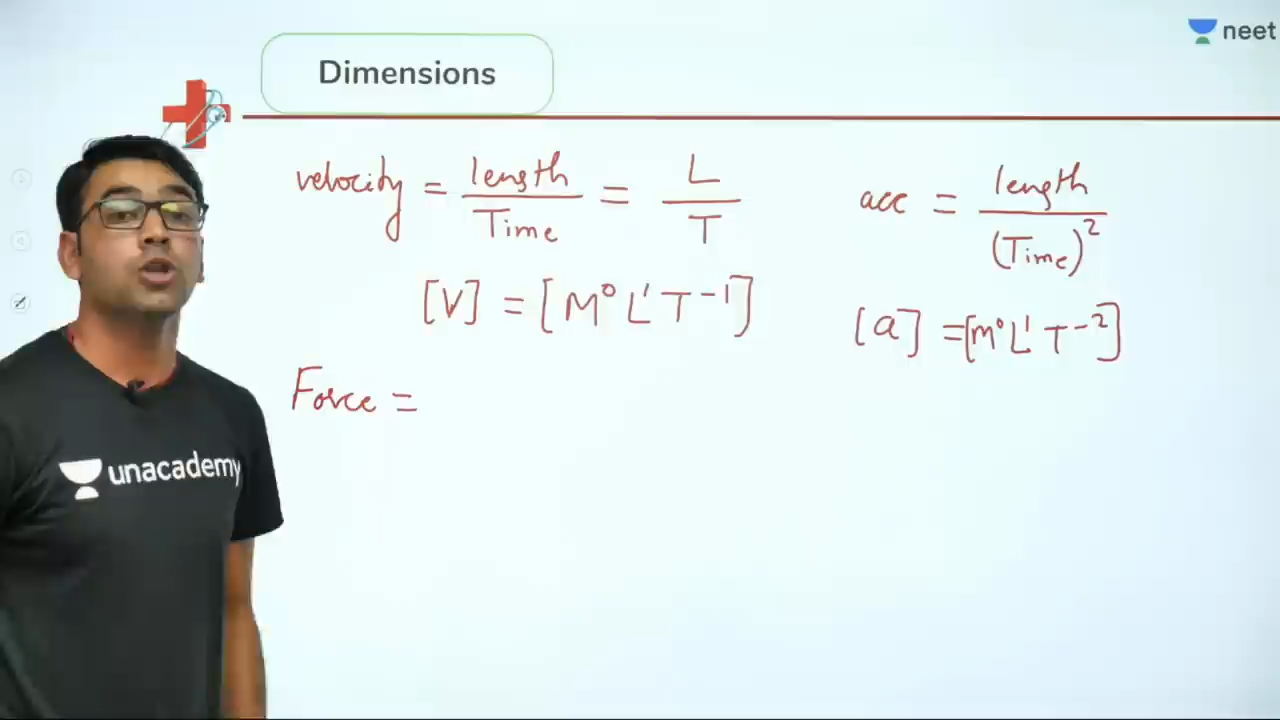 neet
Dimensions
velocity = length / Time = L / T
acc = length / (Time)²
[V] = [M⁰ L¹ T⁻¹]
[a] = [M⁰ L¹ T⁻²]
Force =
unacademy